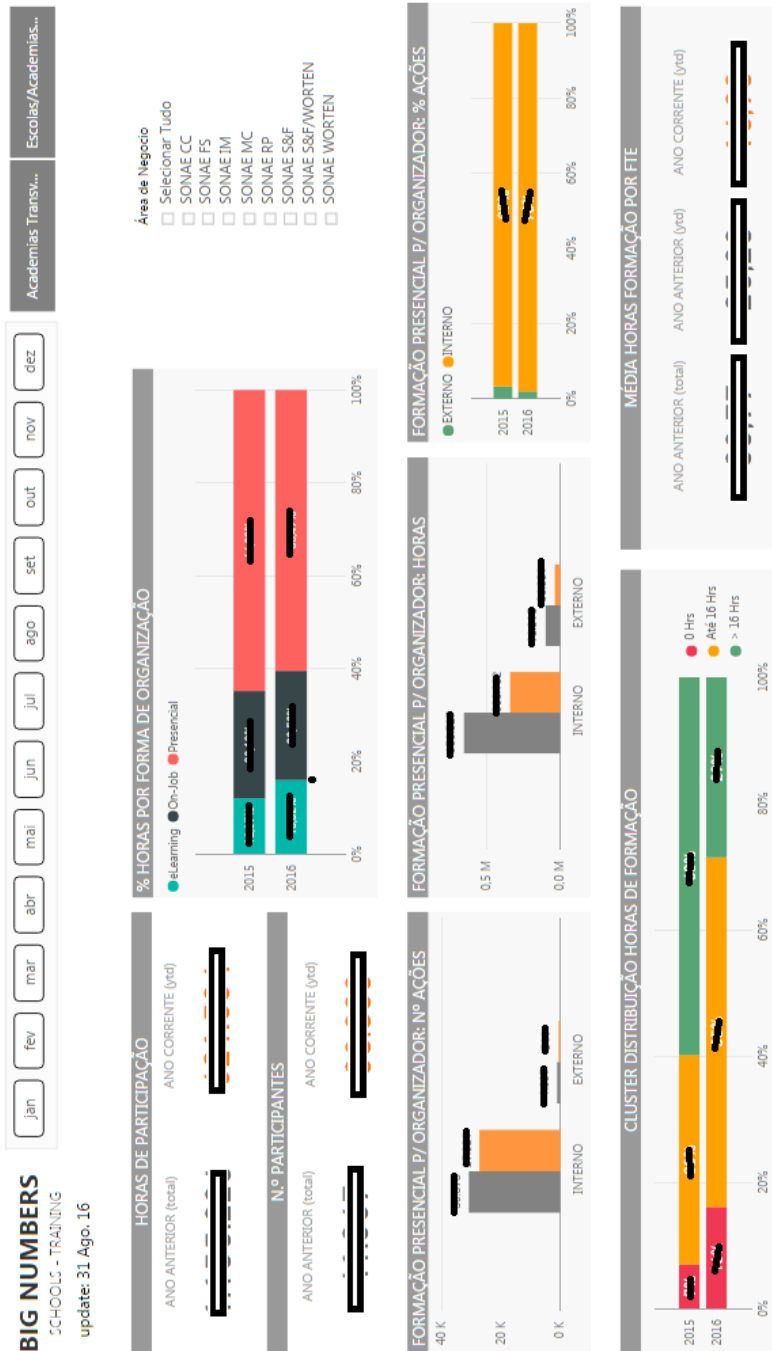 BIG NUMBERS
SCHOOLS - TRAINING
update: 31 Ago. 16
jan fev mar abr mai jun jul ago set out nov dez
Academias Transv... Escolas/Academias...
HORAS DE PARTICIPAÇÃO
ANO ANTERIOR (total) ANO CORRENTE (ytd)
N.º PARTICIPANTES
ANO ANTERIOR (total) ANO CORRENTE (ytd)
% HORAS POR FORMA DE ORGANIZAÇÃO
eLearning On-Job Presencial
2015
2016
0% 20% 40% 60% 80% 100%
Área de Negocio
Selecionar Tudo
SONAE CC
SONAE FS
SONAE IM
SONAE MC
SONAE RP
SONAE S&F
SONAE S&F/WORTEN
SONAE WORTEN
FORMAÇÃO PRESENCIAL P/ ORGANIZADOR: Nº AÇÕES
40 K
20 K
0 K
INTERNO EXTERNO
FORMAÇÃO PRESENCIAL P/ ORGANIZADOR: HORAS
0,5 M
0,0 M
INTERNO EXTERNO
FORMAÇÃO PRESENCIAL P/ ORGANIZADOR: % AÇÕES
EXTERNO INTERNO
2015
2016
0% 20% 40% 60% 80% 100%
CLUSTER DISTRIBUIÇÃO HORAS DE FORMAÇÃO
2015
2016
0% 20% 40% 60% 80% 100%
0 Hrs
Até 16 Hrs
> 16 Hrs
MÉDIA HORAS FORMAÇÃO POR FTE
ANO ANTERIOR (total) ANO ANTERIOR (ytd) ANO CORRENTE (ytd)